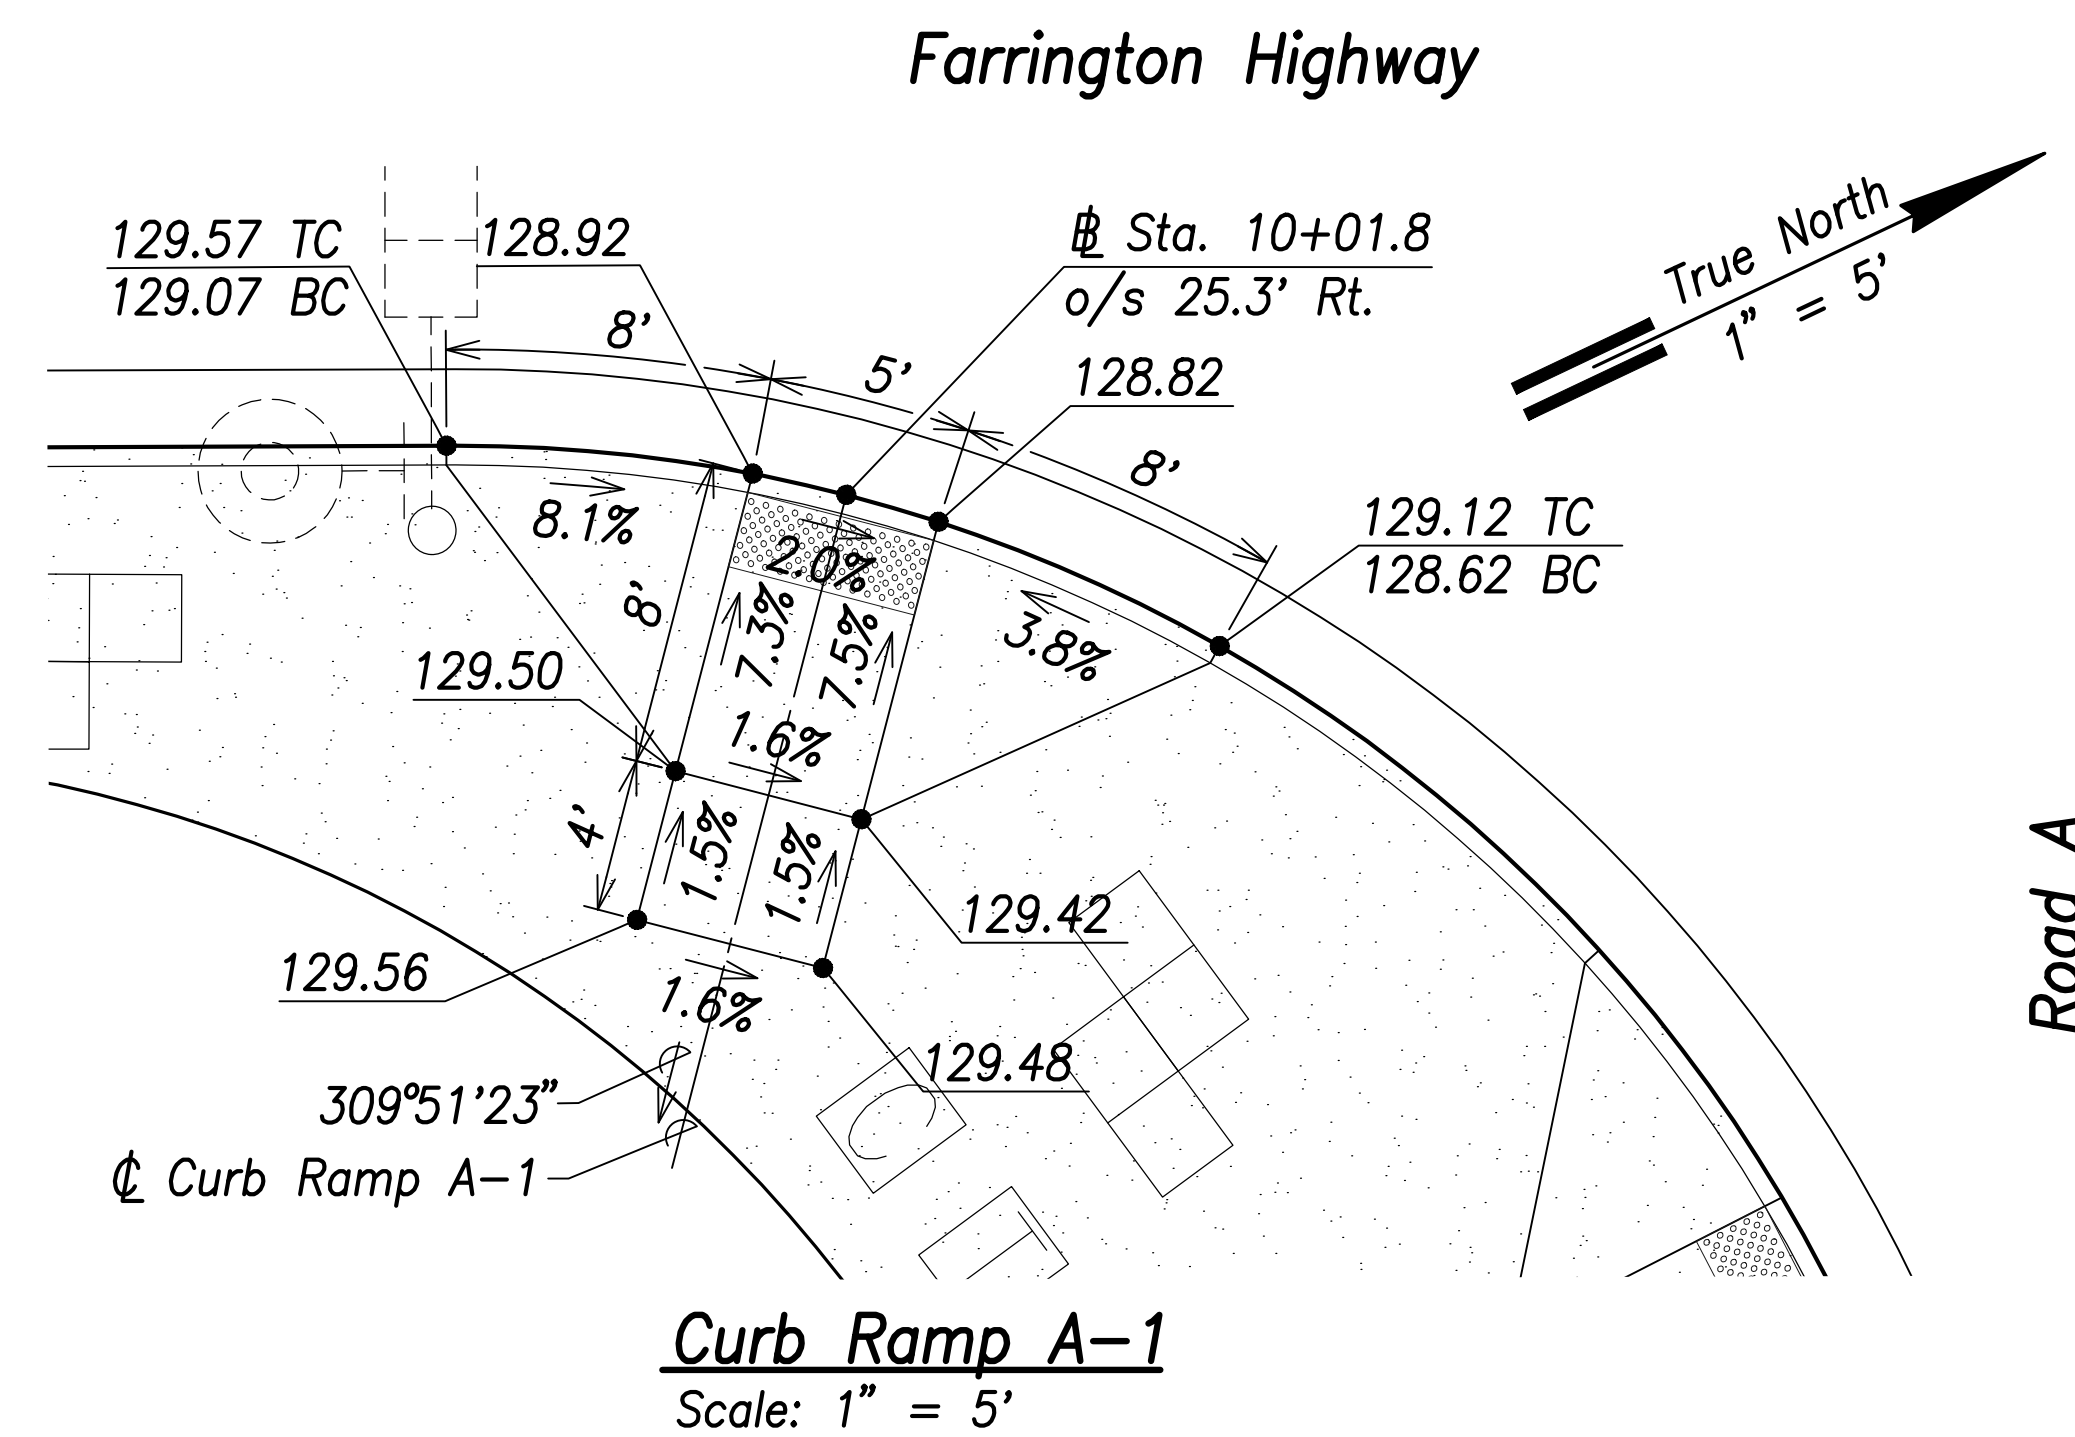 Farrington Highway
129.57 TC
129.07 BC
128.92
8'
5'
8'
℄ Sta. 10+01.8
o/s 25.3' Rt.
128.82
True North
1" = 5'
129.12 TC
128.62 BC
8.1%
2.0%
8'
7.3%
7.5%
3.8%
129.50
1.6%
4'
1.5%
1.5%
129.42
129.56
1.6%
129.48
309°51'23"
℄ Curb Ramp A-1
Road A
Curb Ramp A-1
Scale: 1" = 5'